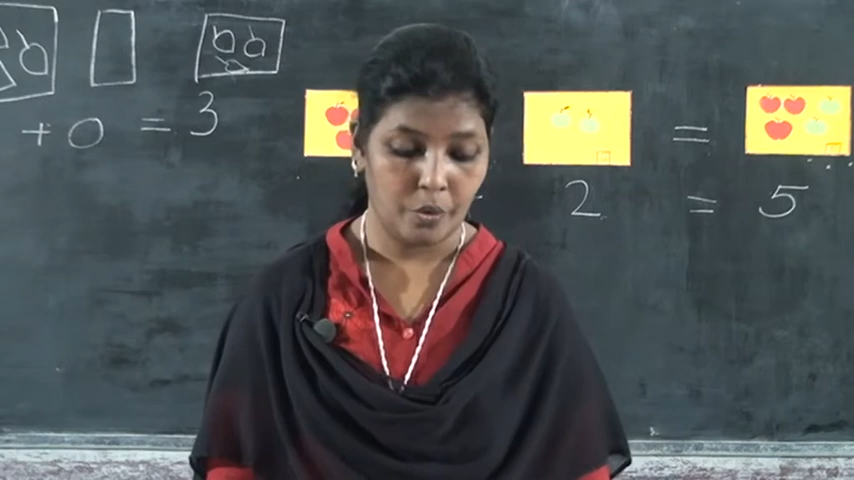 + 0 = 3
=
2 = 5